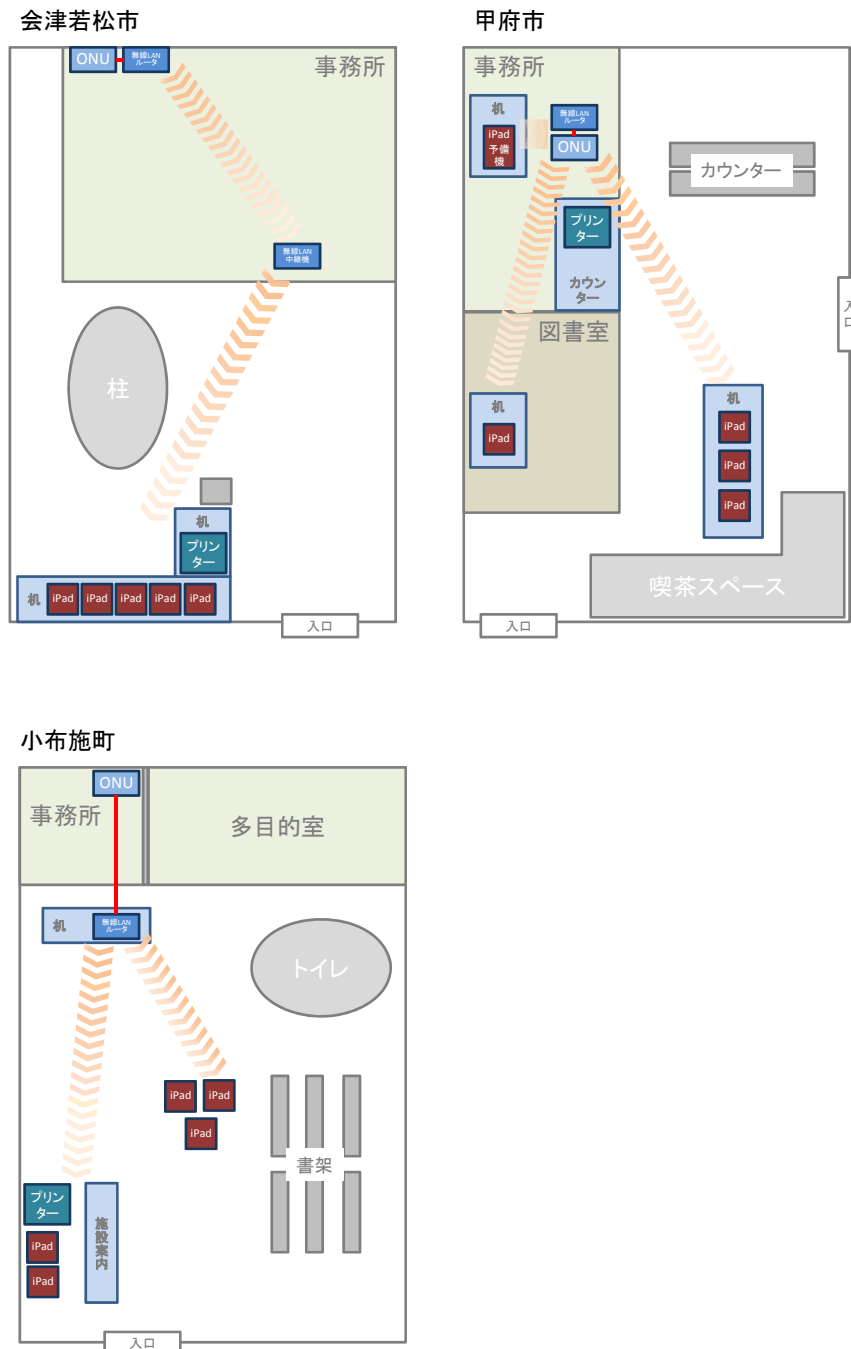 会津若松市
ONU
無線LAN
ルータ
事務所
無線LAN
中継機
柱
机
プリン
ター
机
iPad
iPad
iPad
iPad
iPad
入口
甲府市
事務所
机
iPad
予備
機
無線LAN
ルータ
ONU
カウンター
プリン
ター
カウン
ター
入
口
図書室
机
iPad
机
iPad
iPad
iPad
喫茶スペース
入口
小布施町
ONU
事務所
多目的室
机
無線LAN
ルータ
トイレ
iPad
iPad
iPad
書架
プリン
ター
iPad
iPad
施設案内
入口